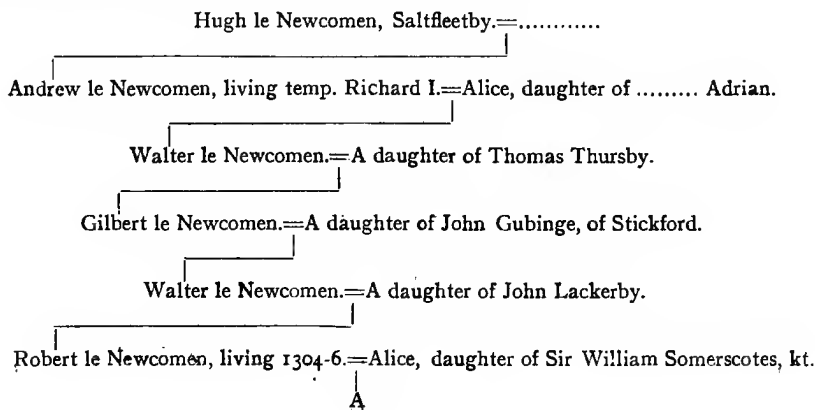 Hugh le Newcomen, Saltfleetby.=............
Andrew le Newcomen, living temp. Richard I.=Alice, daughter of ......... Adrian.
Walter le Newcomen.=A daughter of Thomas Thursby.
Gilbert le Newcomen.=A daughter of John Gubinge, of Stickford.
Walter le Newcomen.=A daughter of John Lackerby.
Robert le Newcomen, living 1304-6.=Alice, daughter of Sir William Somerscotes, kt.
A